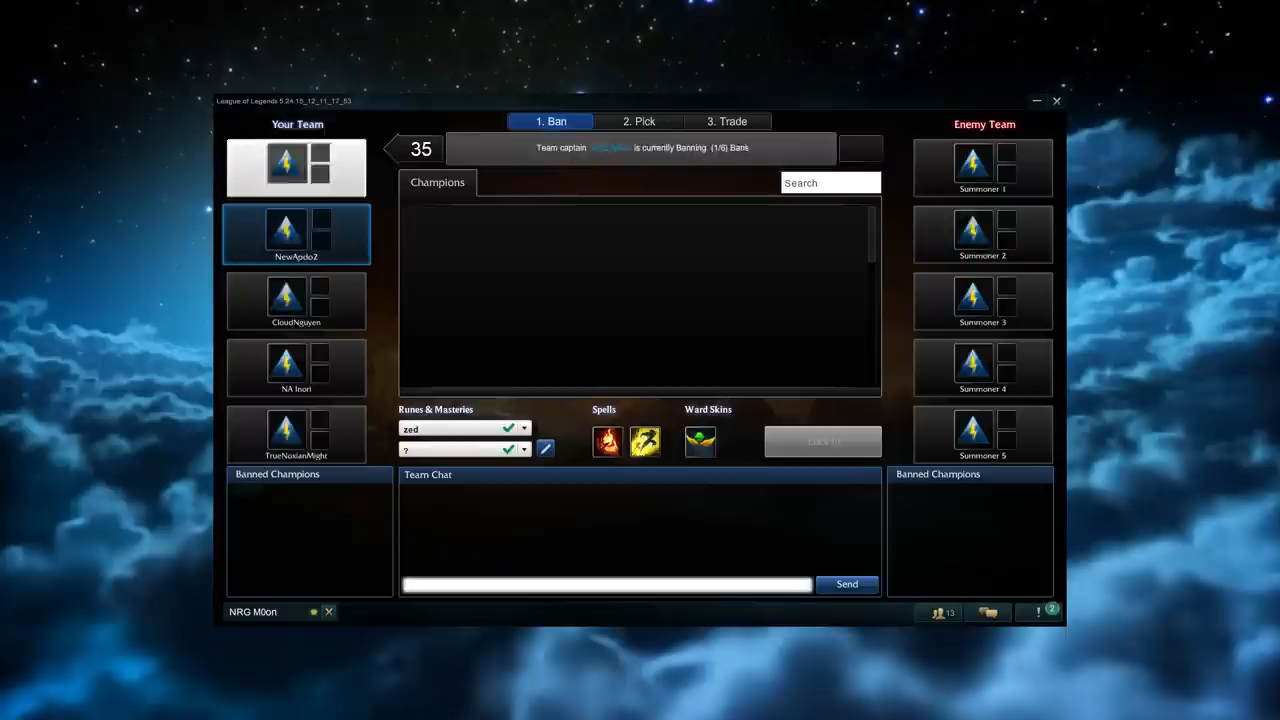 League of Legends 5.24.15_12_11_17_53
Your Team
1. Ban
2. Pick
3. Trade
Enemy Team
35
Team captain is currently Banning (1/6) Bans
Champions
Search
NewApdo2
CloudNguyen
NA Inori
TrueNoxianMight
Summoner 1
Summoner 2
Summoner 3
Summoner 4
Summoner 5
Runes & Masteries
zed
?
Spells
Ward Skins
Lock In
Banned Champions
Team Chat
Banned Champions
Send
NRG M0on
13
!
2